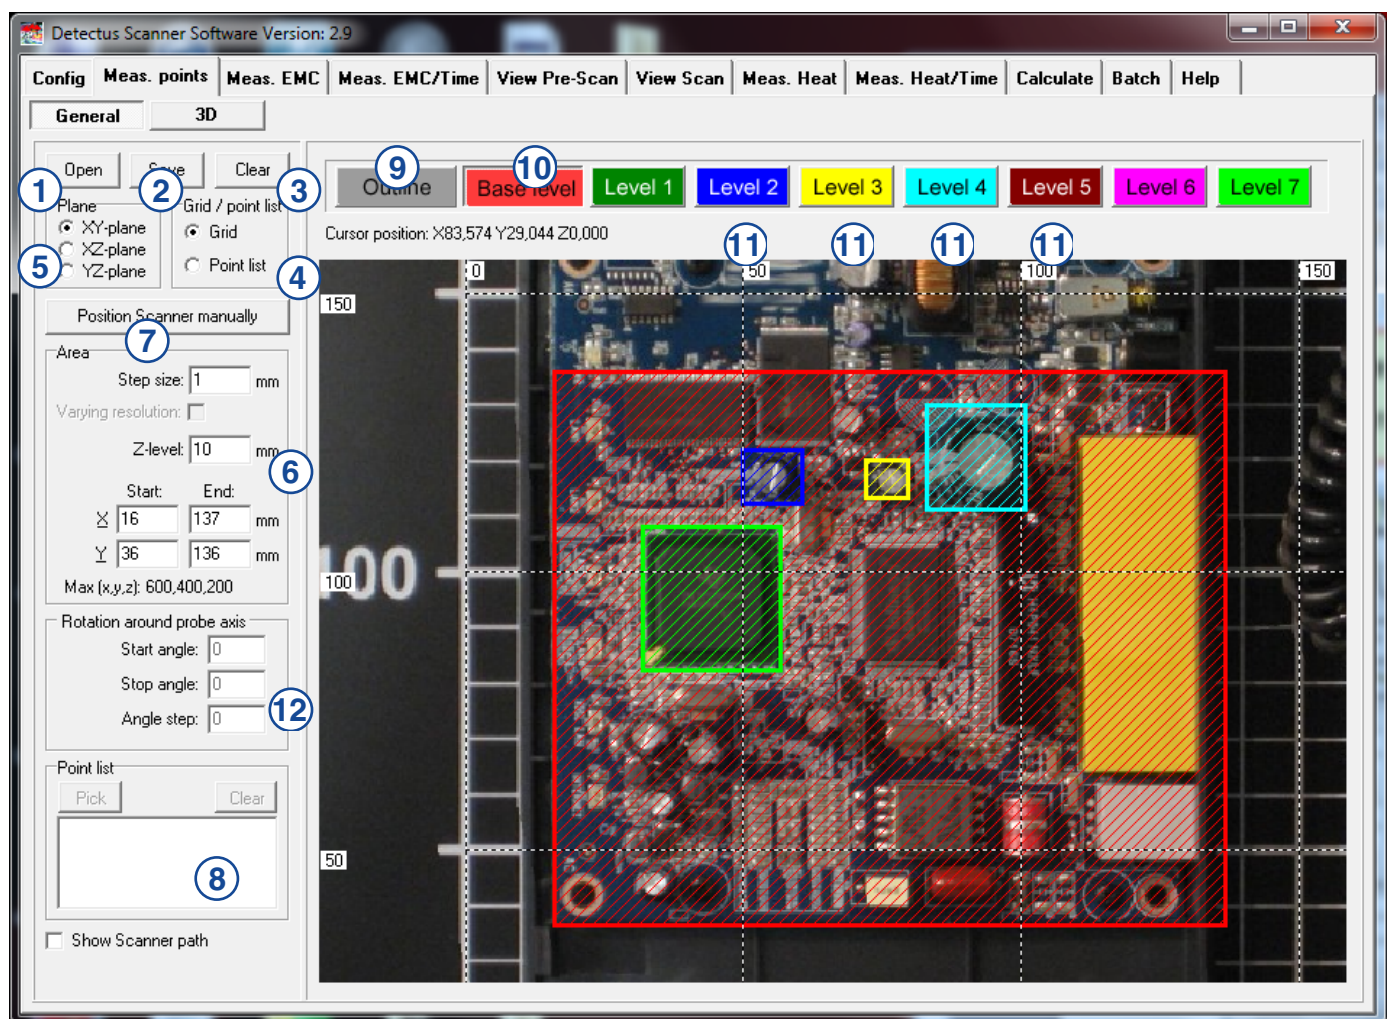 Detectus Scanner Software Version: 2.9
Config Meas. points Meas. EMC Meas. EMC/Time View Pre-Scan View Scan Meas. Heat Meas. Heat/Time Calculate Batch Help
General 3D
Open Save Clear
1 2 3
9 10
Outline Base level Level 1 Level 2 Level 3 Level 4 Level 5 Level 6 Level 7
Plane
XY-plane
XZ-plane
YZ-plane
5
Grid / point list
Grid
Point list
4
Cursor position: X83,574 Y29,044 Z0,000
11 11 11 11
0 50 100 150
150
100
50
100
Position Scanner manually
7
Area
Step size: 1 mm
Varying resolution:
Z-level: 10 mm
6
Start: End:
X 16 137 mm
Y 36 136 mm
Max (x,y,z): 600,400,200
Rotation around probe axis
Start angle: 0
Stop angle: 0
Angle step: 0
12
Point list
Pick Clear
8
Show Scanner path